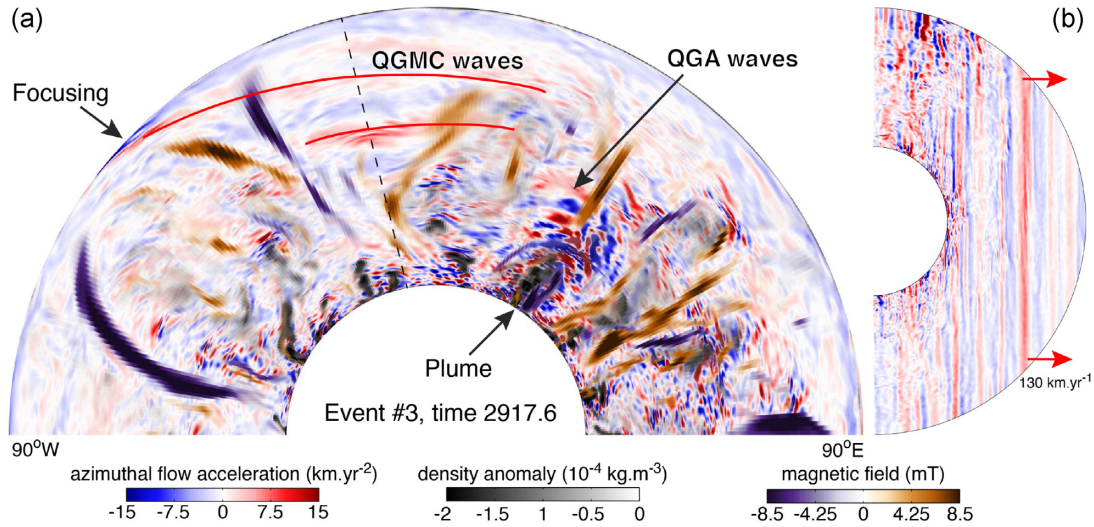 (a)
(b)
QGMC waves
QGA waves
Focusing
Plume
Event #3, time 2917.6
130 km.yr-1
90oW
90oE
azimuthal flow acceleration (km.yr-2)
-15 -7.5 0 7.5 15
density anomaly (10-4 kg.m-3)
-2 -1.5 1 0.5 0
magnetic field (mT)
-8.5 -4.25 0 4.25 8.5